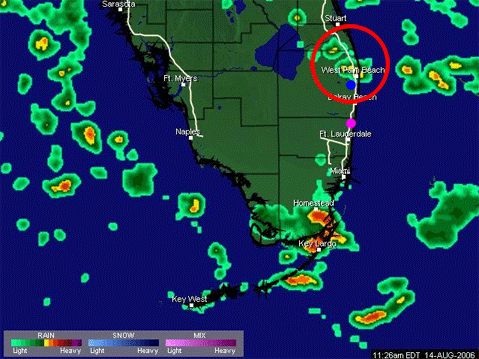 Sarasota
Stuart
West Palm Beach
Ft. Myers
Delray Beach
Naples
Ft. Lauderdale
Miami
Homestead
Key Largo
Key West
RAIN SNOW MIX
Light Heavy Light Heavy Light Heavy
11:26am EDT 14-AUG-2006